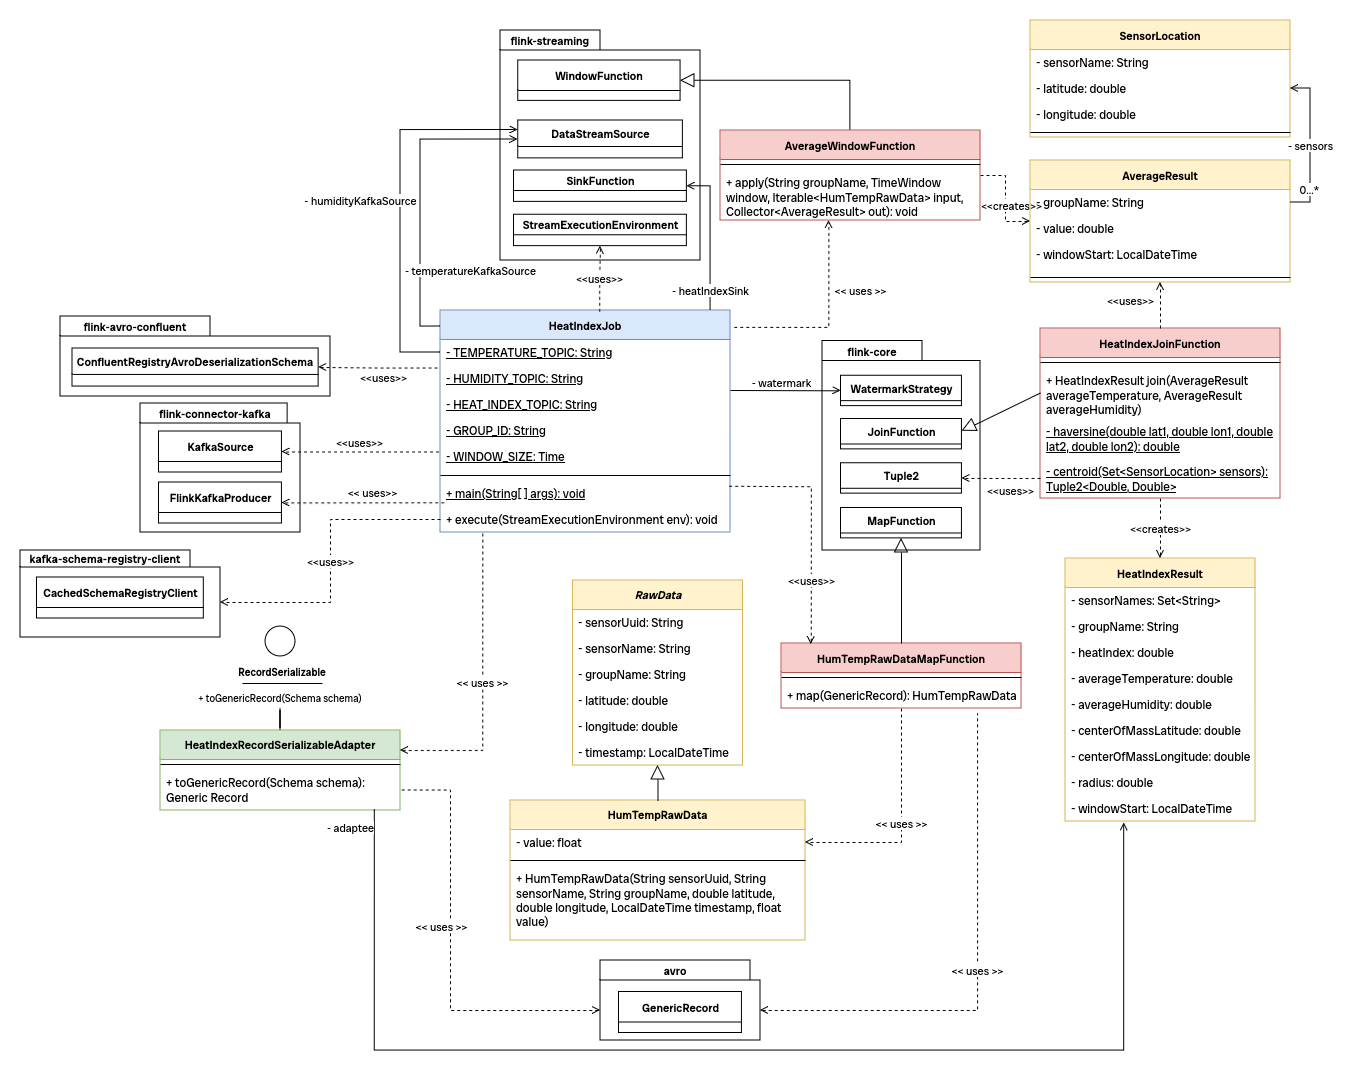 flink-streaming
WindowFunction
DataStreamSource
SinkFunction
StreamExecutionEnvironment
SensorLocation
- sensorName: String
- latitude: double
- longitude: double
- sensors
0...*
AverageWindowFunction
+ apply(String groupName, TimeWindow
window, Iterable<HumTempRawData> input,
Collector<AverageResult> out): void
<<creates>>
AverageResult
- groupName: String
- value: double
- windowStart: LocalDateTime
- humidityKafkaSource
- temperatureKafkaSource
<<uses>>
- heatIndexSink
<< uses >>
<<uses>>
flink-avro-confluent
ConfluentRegistryAvroDeserializationSchema
<<uses>>
flink-connector-kafka
KafkaSource
FlinkKafkaProducer
<<uses>>
<< uses>>
HeatIndexJob
- TEMPERATURE_TOPIC: String
- HUMIDITY_TOPIC: String
- HEAT_INDEX_TOPIC: String
- GROUP_ID: String
- WINDOW_SIZE: Time
+ main(String[ ] args): void
+ execute(StreamExecutionEnvironment env): void
- watermark
flink-core
WatermarkStrategy
JoinFunction
Tuple2
MapFunction
HeatIndexJoinFunction
+ HeatIndexResult join(AverageResult
averageTemperature, AverageResult
averageHumidity)
- haversine(double lat1, double lon1, double
lat2, double lon2): double
- centroid(Set<SensorLocation> sensors):
Tuple2<Double, Double>
<<uses>>
<<creates>>
kafka-schema-registry-client
CachedSchemaRegistryClient
<<uses>>
<<uses>>
RecordSerializable
+ toGenericRecord(Schema schema)
HeatIndexRecordSerializableAdapter
+ toGenericRecord(Schema schema):
Generic Record
- adaptee
<< uses >>
RawData
- sensorUuid: String
- sensorName: String
- groupName: String
- latitude: double
- longitude: double
- timestamp: LocalDateTime
HumTempRawDataMapFunction
+ map(GenericRecord): HumTempRawData
HeatIndexResult
- sensorNames: Set<String>
- groupName: String
- heatIndex: double
- averageTemperature: double
- averageHumidity: double
- centerOfMassLatitude: double
- centerOfMassLongitude: double
- radius: double
- windowStart: LocalDateTime
HumTempRawData
- value: float
+ HumTempRawData(String sensorUuid, String
sensorName, String groupName, double latitude,
double longitude, LocalDateTime timestamp, float
value)
<< uses >>
<< uses >>
<< uses >>
avro
GenericRecord